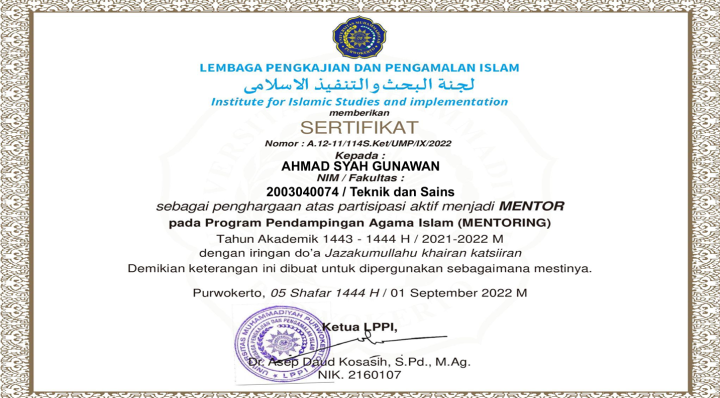 LEMBAGA PENGKAJIAN DAN PENGAMALAN ISLAM
لجنة البحث والتنفيذ الاسلامى
Institute for Islamic Studies and implementation
memberikan
SERTIFIKAT
Nomor : A.12-11/114S.Ket/UMP/IX/2022
Kepada :
AHMAD SYAH GUNAWAN
NIM / Fakultas :
2003040074 / Teknik dan Sains
sebagai penghargaan atas partisipasi aktif menjadi MENTOR
pada Program Pendampingan Agama Islam (MENTORING)
Tahun Akademik 1443 - 1444 H / 2021-2022 M
dengan iringan do'a Jazakumullahu khairan katsiiran
Demikian keterangan ini dibuat untuk dipergunakan sebagaimana mestinya.
Purwokerto, 05 Shafar 1444 H / 01 September 2022 M
Ketua LPPI,
UNIVERSITAS MUHAMMADIYAH PURWOKERTO
LPPI
Dr. Asep Daud Kosasih, S.Pd., M.Ag.
NIK. 2160107